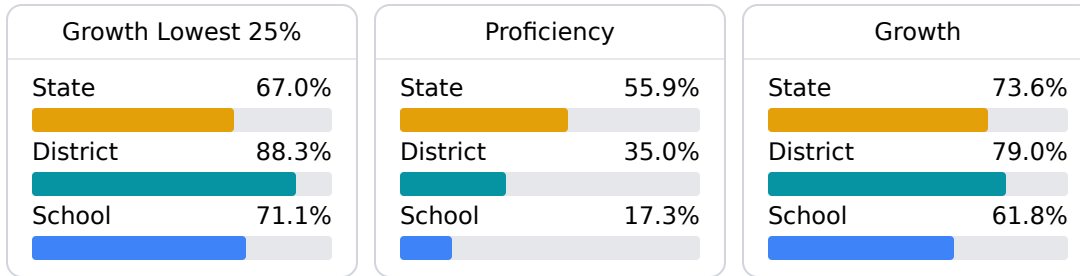 Growth Lowest 25%
State 67.0%
District 88.3%
School 71.1%
Proficiency
State 55.9%
District 35.0%
School 17.3%
Growth
State 73.6%
District 79.0%
School 61.8%